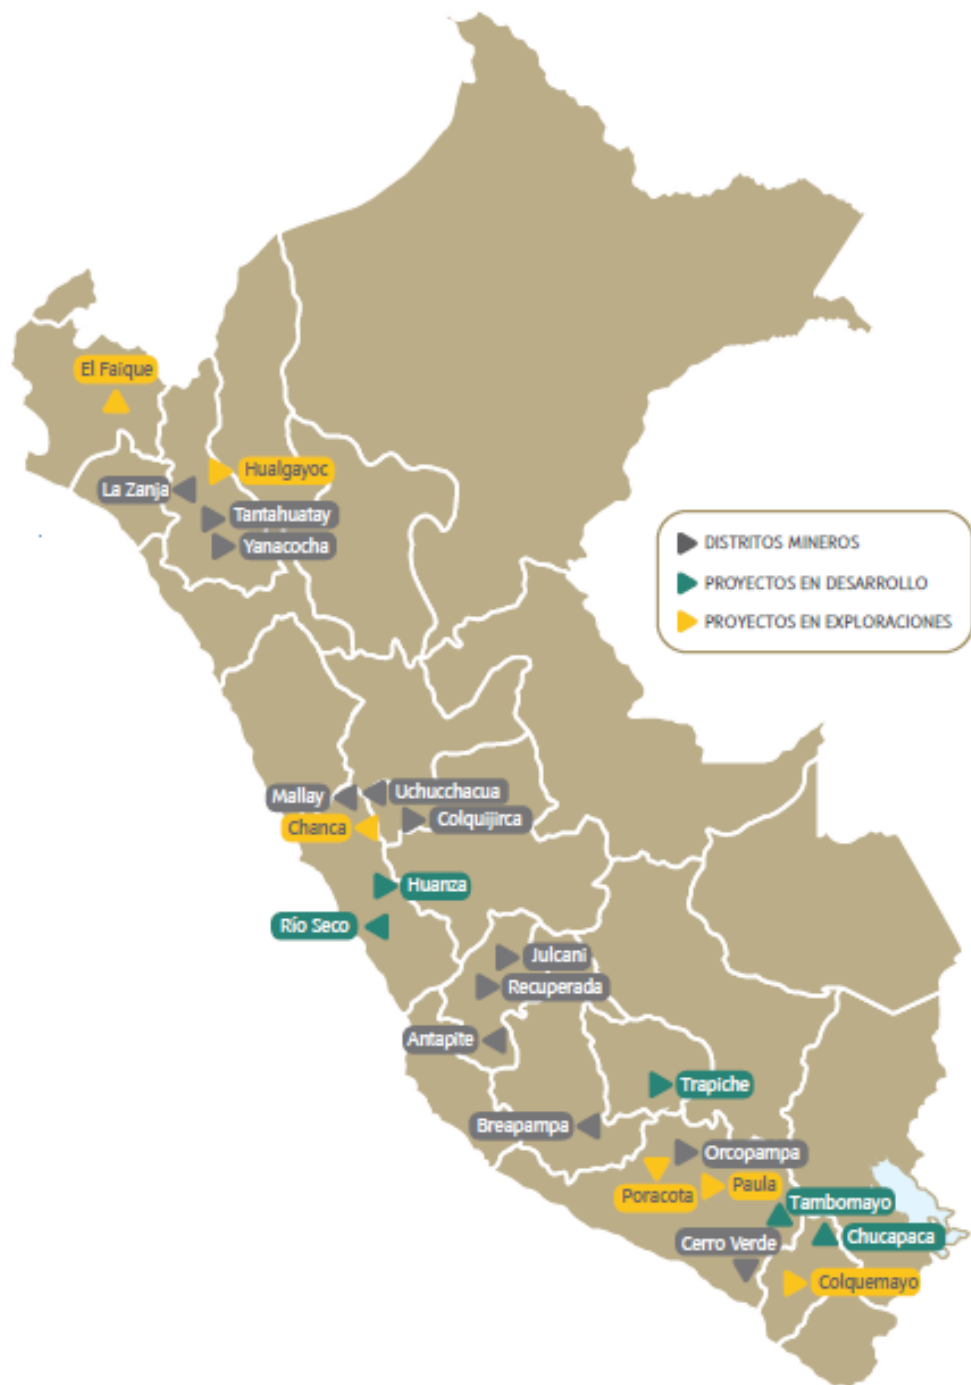 El Faique
Hualgayoc
La Zanja
Tantahuatay
Yanacocha
DISTRITOS MINEROS
PROYECTOS EN DESARROLLO
PROYECTOS EN EXPLORACIONES
Mallay
Uchucchacua
Chanca
Colquijirca
Huanza
Río Seco
Julcani
Recuperada
Antapite
Trapiche
Breapampa
Orcopampa
Poracota
Paula
Tambomayo
Cerro Verde
Chucapaca
Colquemayo